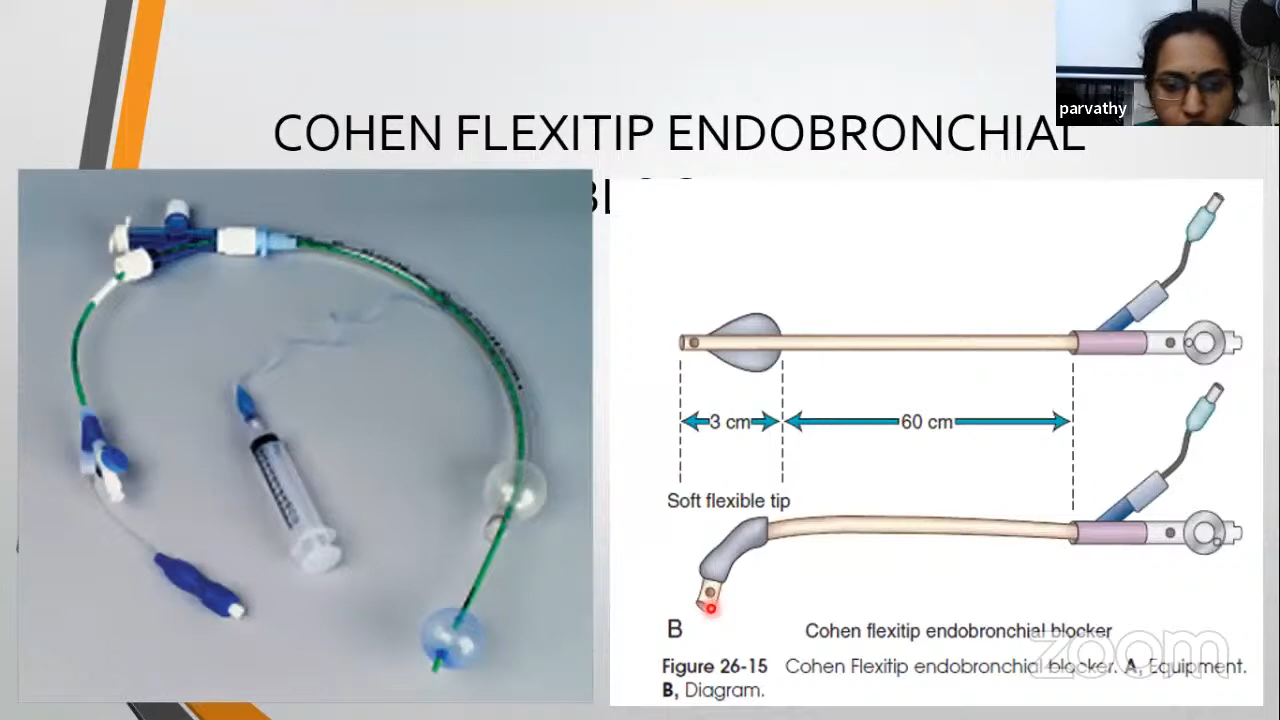 parvathy
COHEN FLEXITIP ENDOBRONCHIAL
3 cm
60 cm
Soft flexible tip
B
Cohen flexitip endobronchial blocker
zoom
Figure 26-15 Cohen Flexitip endobronchial blocker. A, Equipment.
B, Diagram.